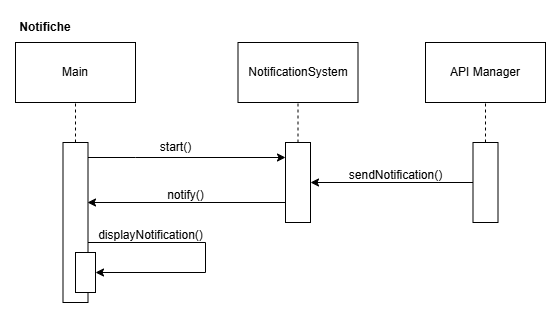 Notifiche
Main
NotificationSystem
API Manager
start()
sendNotification()
notify()
displayNotification()